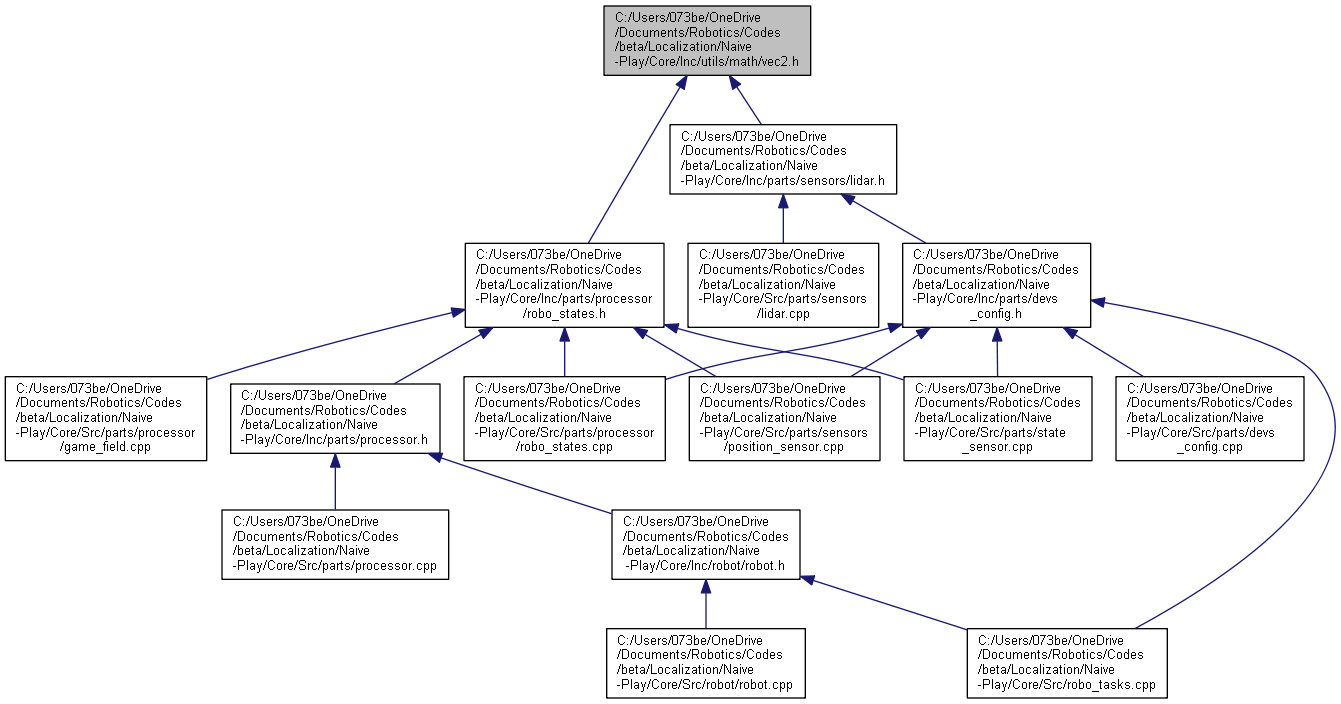 C:/Users/073be/OneDrive
/Documents/Robotics/Codes
/beta/Localization/Naive
-Play/Core/Inc/utils/math/vec2.h
C:/Users/073be/OneDrive
/Documents/Robotics/Codes
/beta/Localization/Naive
-Play/Core/Inc/parts/sensors/lidar.h
C:/Users/073be/OneDrive
/Documents/Robotics/Codes
/beta/Localization/Naive
-Play/Core/Inc/parts/processor
/robo_states.h
C:/Users/073be/OneDrive
/Documents/Robotics/Codes
/beta/Localization/Naive
-Play/Core/Src/parts/sensors
/lidar.cpp
C:/Users/073be/OneDrive
/Documents/Robotics/Codes
/beta/Localization/Naive
-Play/Core/Inc/parts/devs
_config.h
C:/Users/073be/OneDrive
/Documents/Robotics/Codes
/beta/Localization/Naive
-Play/Core/Src/parts/processor
/game_field.cpp
C:/Users/073be/OneDrive
/Documents/Robotics/Codes
/beta/Localization/Naive
-Play/Core/Inc/parts/processor.h
C:/Users/073be/OneDrive
/Documents/Robotics/Codes
/beta/Localization/Naive
-Play/Core/Src/parts/processor
/robo_states.cpp
C:/Users/073be/OneDrive
/Documents/Robotics/Codes
/beta/Localization/Naive
-Play/Core/Src/parts/sensors
/position_sensor.cpp
C:/Users/073be/OneDrive
/Documents/Robotics/Codes
/beta/Localization/Naive
-Play/Core/Src/parts/state
_sensor.cpp
C:/Users/073be/OneDrive
/Documents/Robotics/Codes
/beta/Localization/Naive
-Play/Core/Src/parts/devs
_config.cpp
C:/Users/073be/OneDrive
/Documents/Robotics/Codes
/beta/Localization/Naive
-Play/Core/Src/parts/processor.cpp
C:/Users/073be/OneDrive
/Documents/Robotics/Codes
/beta/Localization/Naive
-Play/Core/Inc/robot/robot.h
C:/Users/073be/OneDrive
/Documents/Robotics/Codes
/beta/Localization/Naive
-Play/Core/Src/robot/robot.cpp
C:/Users/073be/OneDrive
/Documents/Robotics/Codes
/beta/Localization/Naive
-Play/Core/Src/robo_tasks.cpp